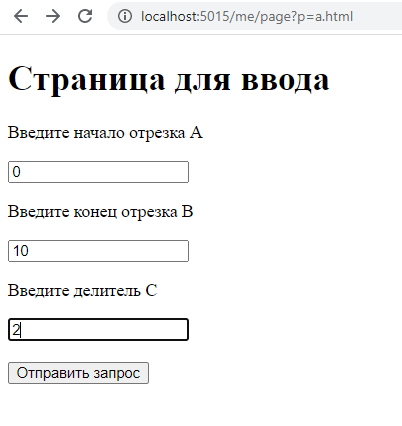 localhost:5015/me/page?p=a.html
Страница для ввода
Введите начало отрезка A
0
Введите конец отрезка B
10
Введите делитель C
2
Отправить запрос